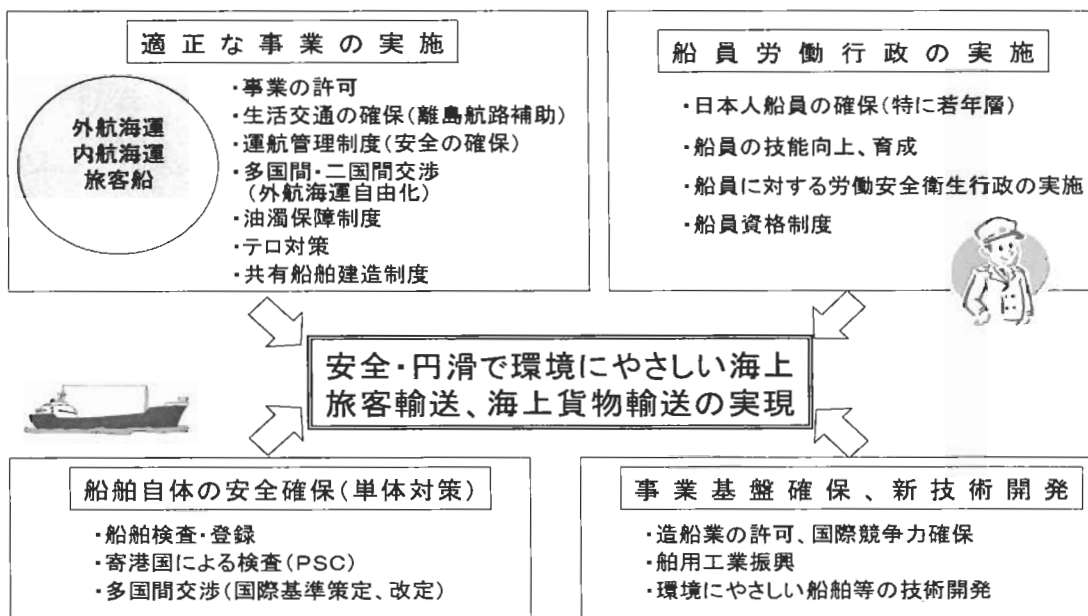 適正な事業の実施
外航海運
内航海運
旅客船
・事業の許可
・生活交通の確保(離島航路補助)
・運航管理制度(安全の確保)
・多国間・二国間交渉
(外航海運自由化)
・油濁保障制度
・テロ対策
・共有船舶建造制度
船員労働行政の実施
・日本人船員の確保(特に若年層)
・船員の技能向上、育成
・船員に対する労働安全衛生行政の実施
・船員資格制度
安全・円滑で環境にやさしい海上
旅客輸送、海上貨物輸送の実現
船舶自体の安全確保(単体対策)
・船舶検査・登録
・寄港国による検査(PSC)
・多国間交渉(国際基準策定、改定)
事業基盤確保、新技術開発
・造船業の許可、国際競争力確保
・舶用工業振興
・環境にやさしい船舶等の技術開発